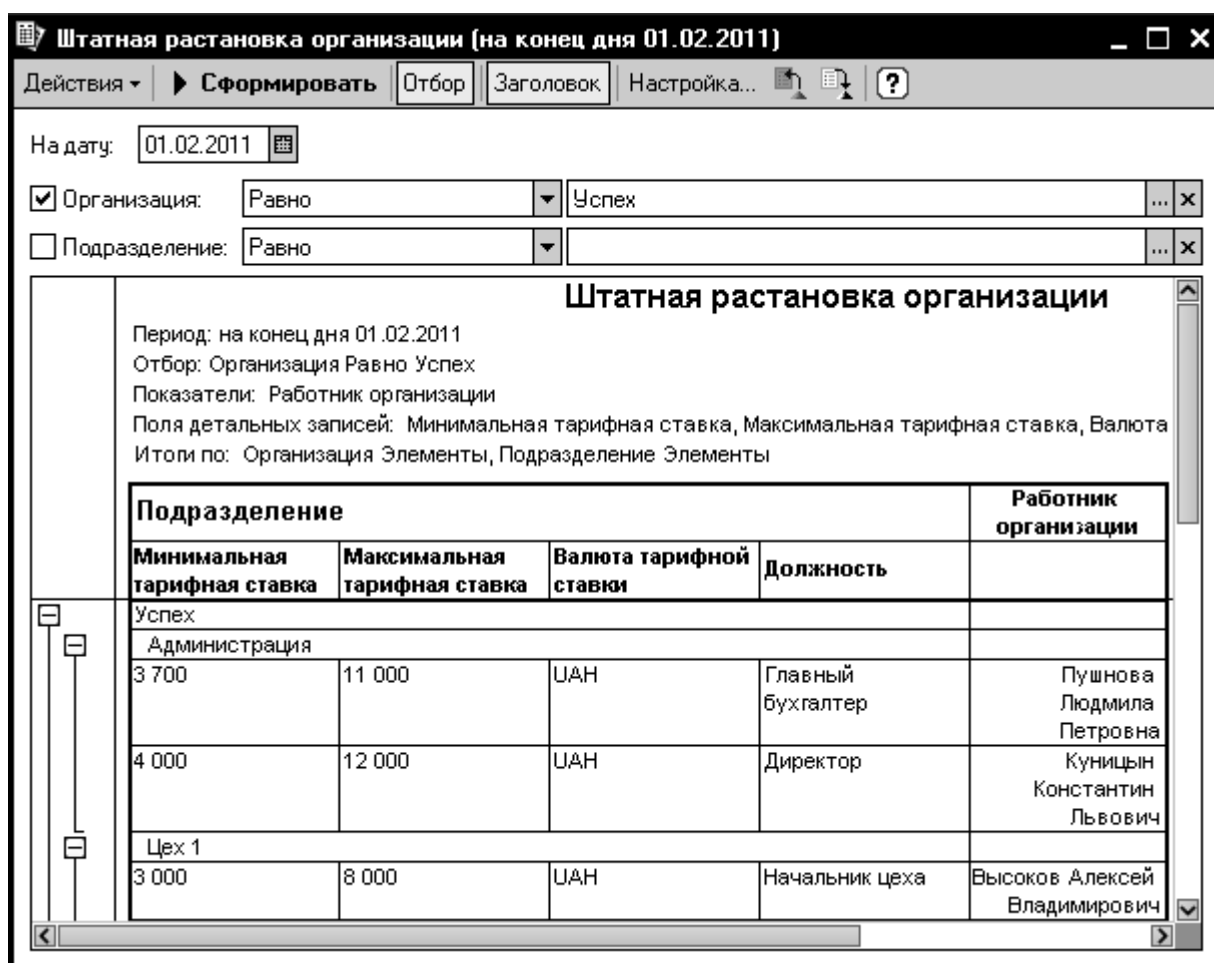 Штатная растановка организации (на конец дня 01.02.2011)
Действия Сформировать Отбор Заголовок Настройка... ?
На дату: 01.02.2011
Организация: Равно Успех ... x
Подразделение: Равно ... x
Штатная растановка организации
Период: на конец дня 01.02.2011
Отбор: Организация Равно Успех
Показатели: Работник организации
Поля детальных записей: Минимальная тарифная ставка, Максимальная тарифная ставка, Валюта
Итоги по: Организация Элементы, Подразделение Элементы
Подразделение Работник
организации
Минимальная Максимальная Валюта тарифной Должность
тарифная ставка тарифная ставка ставки
Успех
Администрация
3 700 11 000 UAH Главный Пушнова
бухгалтер Людмила
Петровна
4 000 12 000 UAH Директор Куницын
Константин
Львович
Цех 1
3 000 8 000 UAH Начальник цеха Высоков Алексей
Владимирович